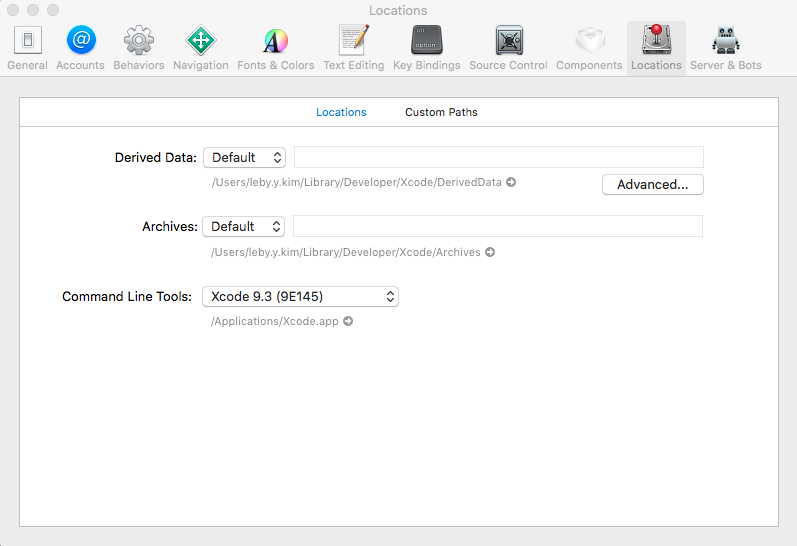 Locations
General Accounts Behaviors Navigation Fonts & Colors Text Editing Key Bindings Source Control Components Locations Server & Bots
Locations Custom Paths
Derived Data: Default
/Users/leby.y.kim/Library/Developer/Xcode/DerivedData
Advanced...
Archives: Default
/Users/leby.y.kim/Library/Developer/Xcode/Archives
Command Line Tools: Xcode 9.3 (9E145)
/Applications/Xcode.app